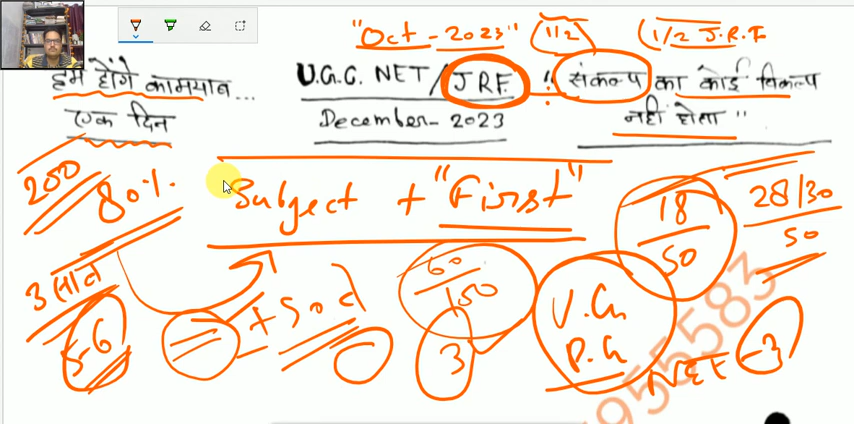 "Oct - 2023" 1/2 1/2 J.R.F
हम होंगे कामयाब... U.G.C. NET/JRF "संकल्प का कोई विकल्प
एक दिन December-2023 नहीं होता"
200 80%. Subject + "First" 18/50 28/30
50
3 साल 60/150 U.G.
5-6 = + 3 P.G NET -3
955583